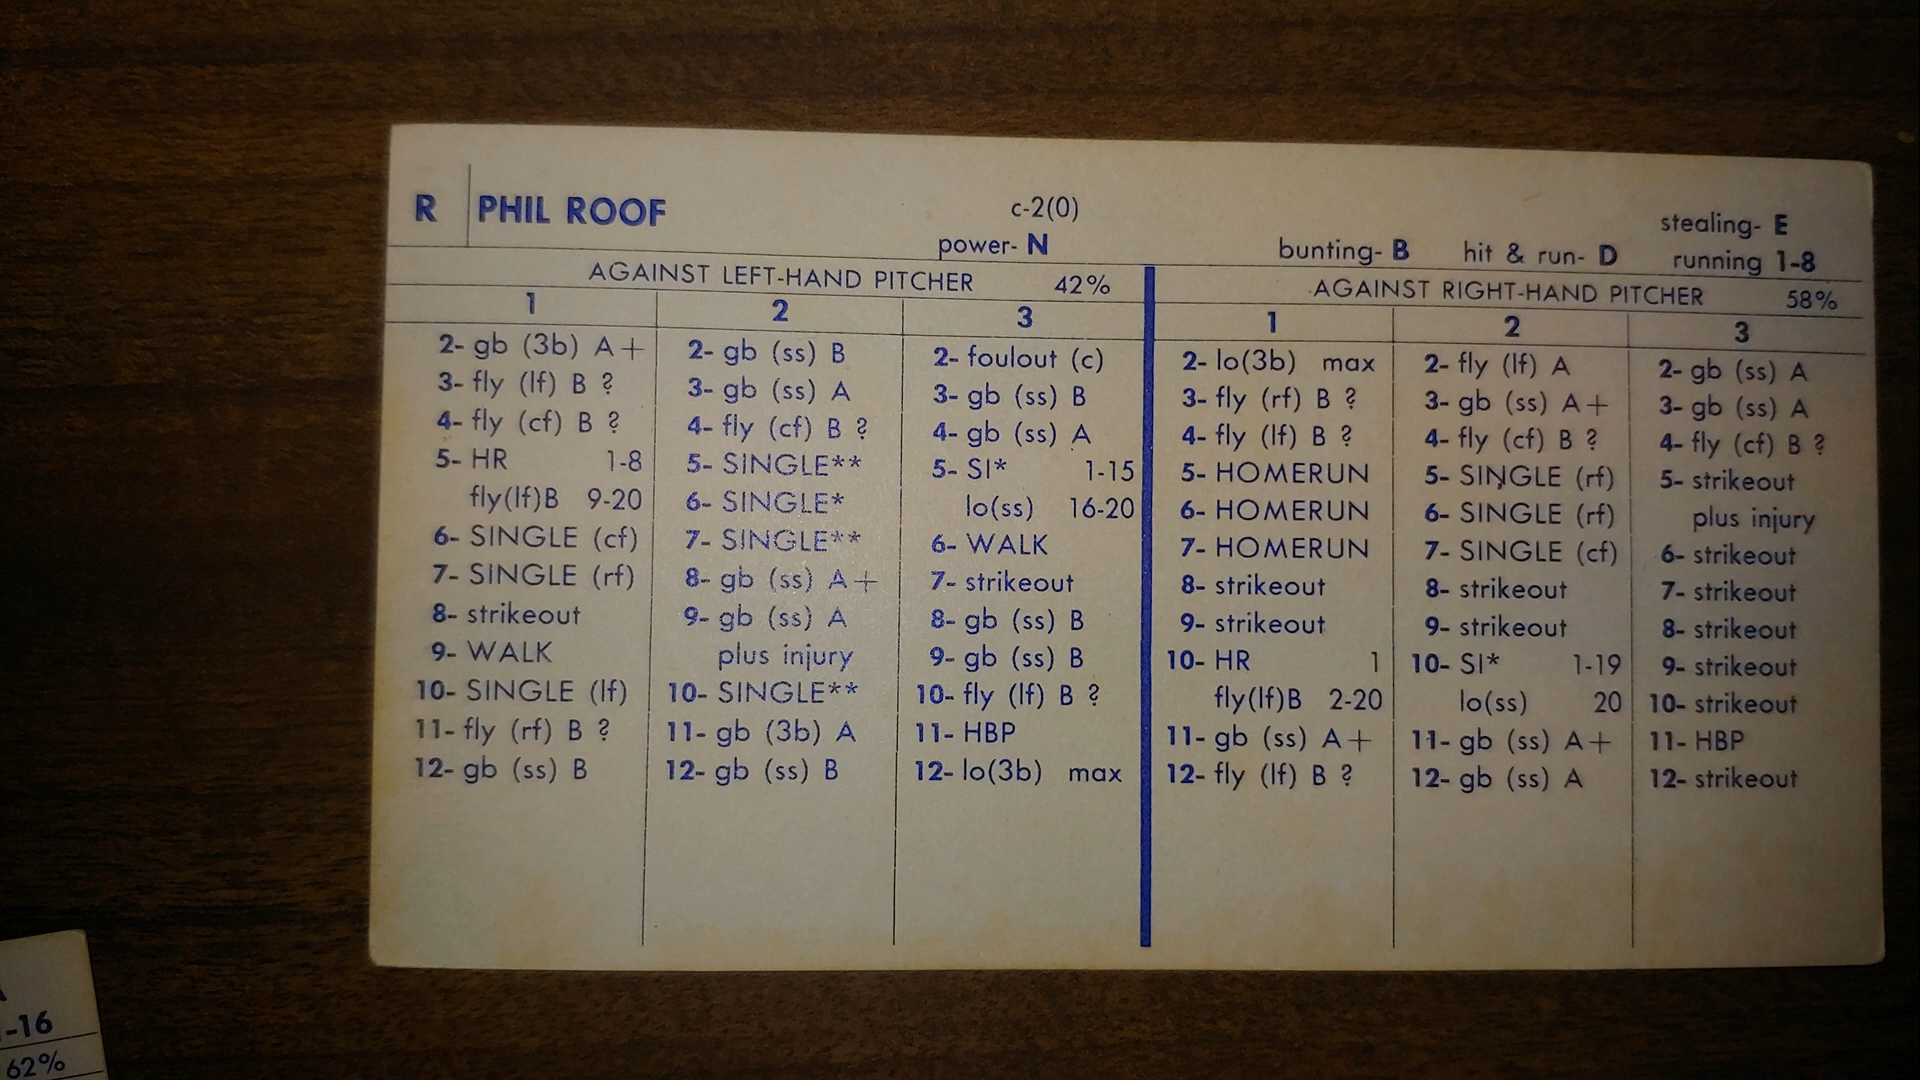 R PHIL ROOF c-2(0) stealing- E
power- N bunting- B hit & run- D running 1-8
AGAINST LEFT-HAND PITCHER 42%
1 2 3
2- gb (3b) A+ 2- gb (ss) B 2- foulout (c)
3- fly (lf) B ? 3- gb (ss) A 3- gb (ss) B
4- fly (cf) B ? 4- fly (cf) B ? 4- gb (ss) A
5- HR 1-8 5- SINGLE** 5- SI* 1-15
fly(lf)B 9-20 6- SINGLE* lo(ss) 16-20
6- SINGLE (cf) 7- SINGLE** 6- WALK
7- SINGLE (rf) 8- gb (ss) A+ 7- strikeout
8- strikeout 9- gb (ss) A 8- gb (ss) B
9- WALK plus injury 9- gb (ss) B
10- SINGLE (lf) 10- SINGLE** 10- fly (lf) B ?
11- fly (rf) B ? 11- gb (3b) A 11- HBP
12- gb (ss) B 12- gb (ss) B 12- lo(3b) max
AGAINST RIGHT-HAND PITCHER 58%
1 2 3
2- lo(3b) max 2- fly (lf) A 2- gb (ss) A
3- fly (rf) B ? 3- gb (ss) A+ 3- gb (ss) A
4- fly (lf) B ? 4- fly (cf) B ? 4- fly (cf) B ?
5- HOMERUN 5- SINGLE (rf) 5- strikeout
6- HOMERUN 6- SINGLE (rf) plus injury
7- HOMERUN 7- SINGLE (cf) 6- strikeout
8- strikeout 8- strikeout 7- strikeout
9- strikeout 9- strikeout 8- strikeout
10- HR 1 10- SI* 1-19 9- strikeout
fly(lf)B 2-20 lo(ss) 20 10- strikeout
11- gb (ss) A+ 11- gb (ss) A+ 11- HBP
12- fly (lf) B ? 12- gb (ss) A 12- strikeout
-16
62%